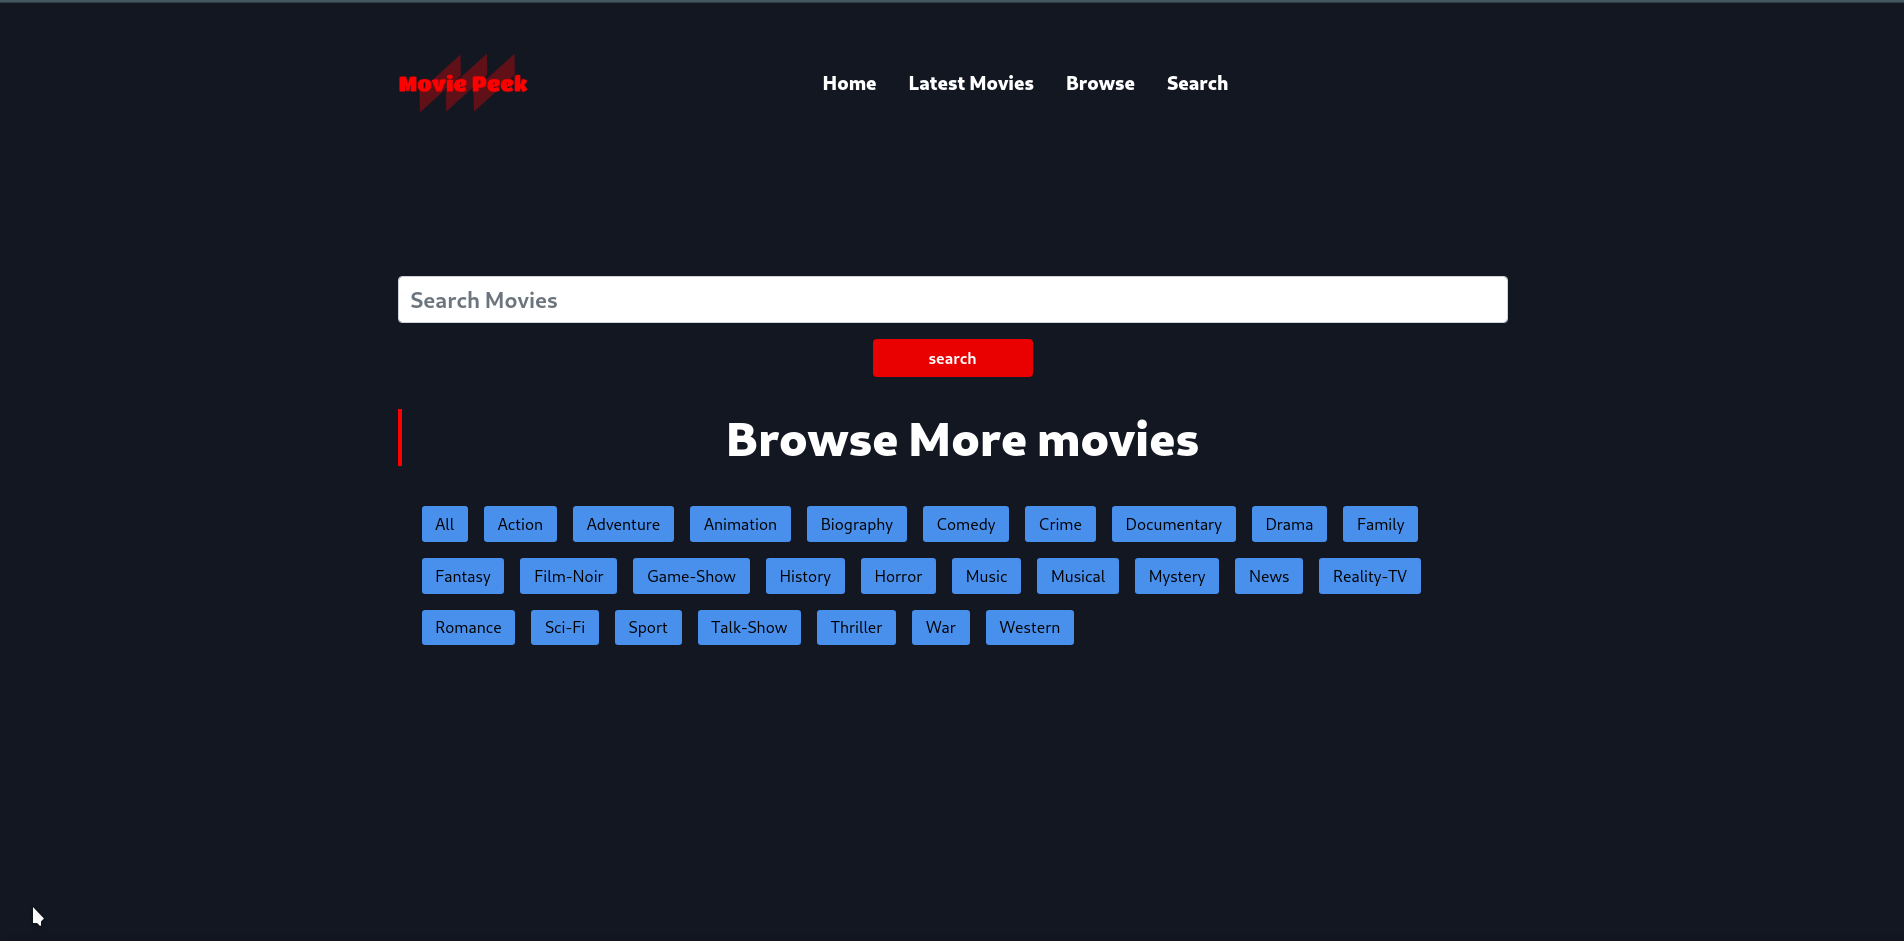 Movie Peek
Home Latest Movies Browse Search
Search Movies
search
Browse More movies
All Action Adventure Animation Biography Comedy Crime Documentary Drama Family
Fantasy Film-Noir Game-Show History Horror Music Musical Mystery News Reality-TV
Romance Sci-Fi Sport Talk-Show Thriller War Western